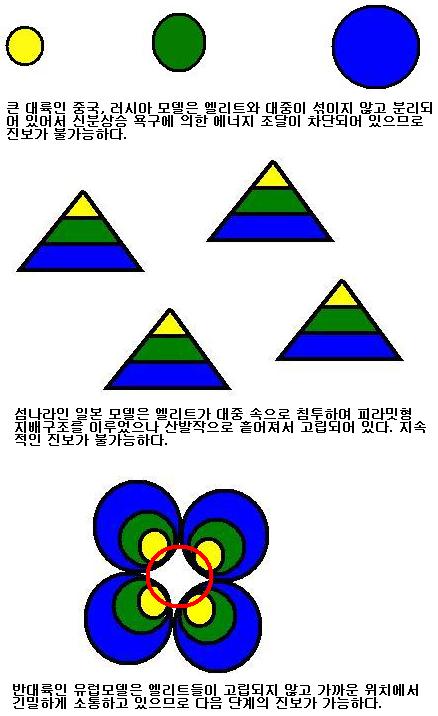 큰 대륙인 중국, 러시아 모델은 엘리트와 대중이 섞이지 않고 분리되
어 있어서 신분상승 욕구에 의한 에너지 조달이 차단되어 있으므로
진보가 불가능하다.
섬나라인 일본 모델은 엘리트가 대중 속으로 침투하며 피라밋형
지배구조를 이루었으나 산발작으로 흩어져서 고립되어 있다. 지속
적인 진보가 불가능하다.
반대륙인 유럽모델은 엘리트들이 고립되지 않고 가까운 위치에서
긴밀하게 소통하고 있으므로 다음 단계의 진보가 가능하다.